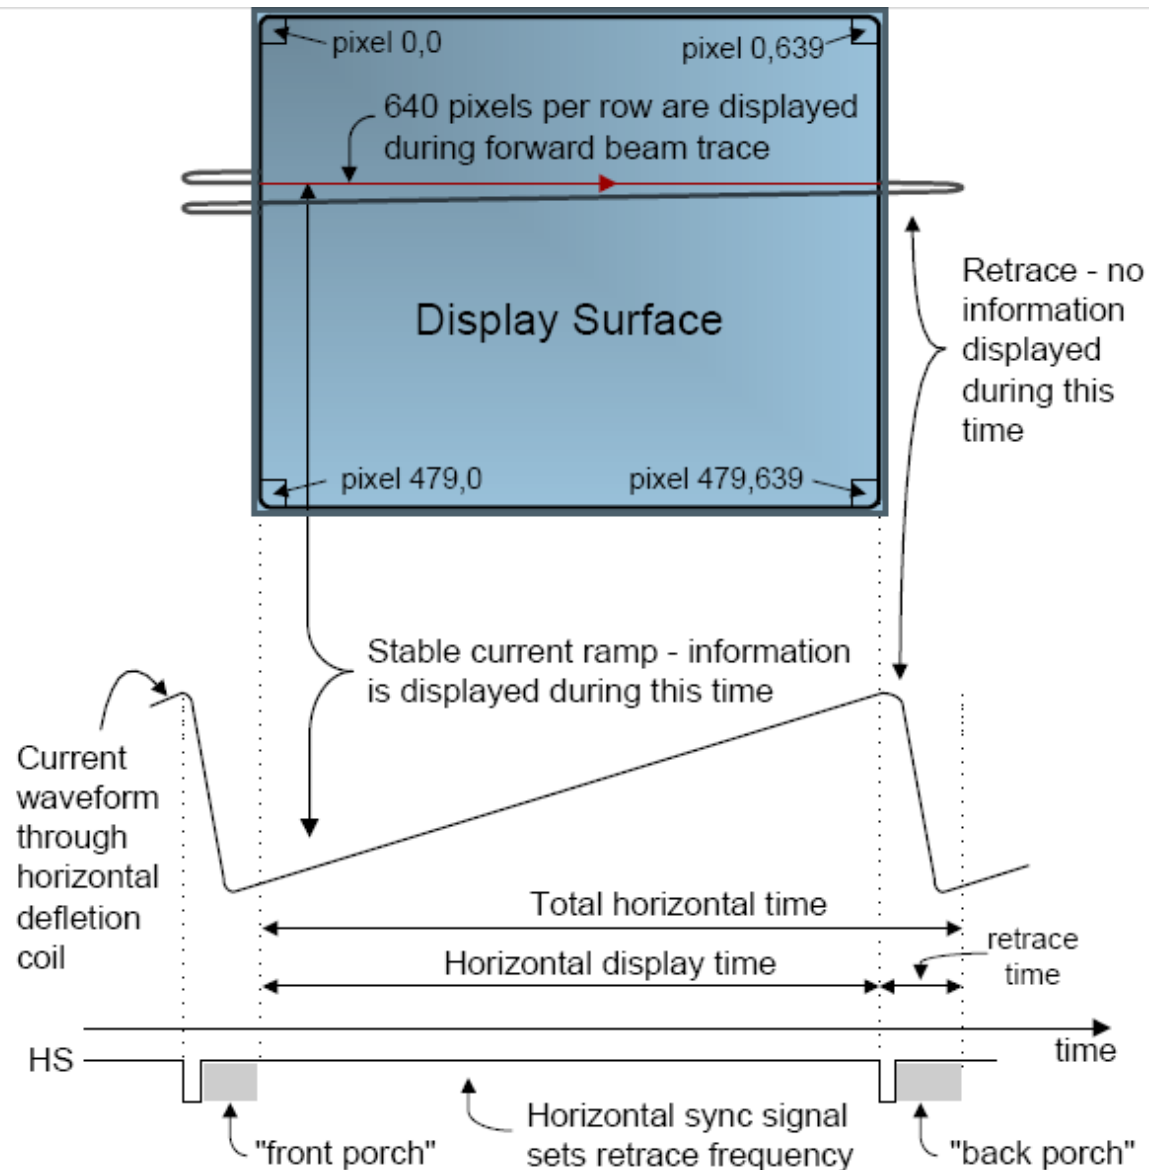 pixel 0,0
pixel 0,639
640 pixels per row are displayed
during forward beam trace
Retrace - no
information
displayed
during this
time
Display Surface
pixel 479,0
pixel 479,639
Stable current ramp - information
is displayed during this time
Current
waveform
through
horizontal
defletion
coil
Total horizontal time
retrace
time
Horizontal display time
time
HS
Horizontal sync signal
sets retrace frequency
"front porch"
"back porch"